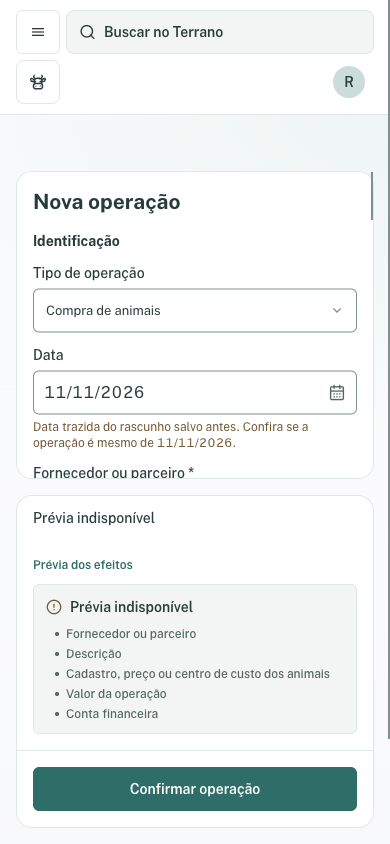 Buscar no Terrano
R
Nova operação
Identificação
Tipo de operação
Compra de animais
Data
11/11/2026
Data trazida do rascunho salvo antes. Confira se a
operação é mesmo de 11/11/2026.
Fornecedor ou parceiro *
Prévia indisponível
Prévia dos efeitos
Prévia indisponível
• Fornecedor ou parceiro
• Descrição
• Cadastro, preço ou centro de custo dos animais
• Valor da operação
• Conta financeira
Confirmar operação